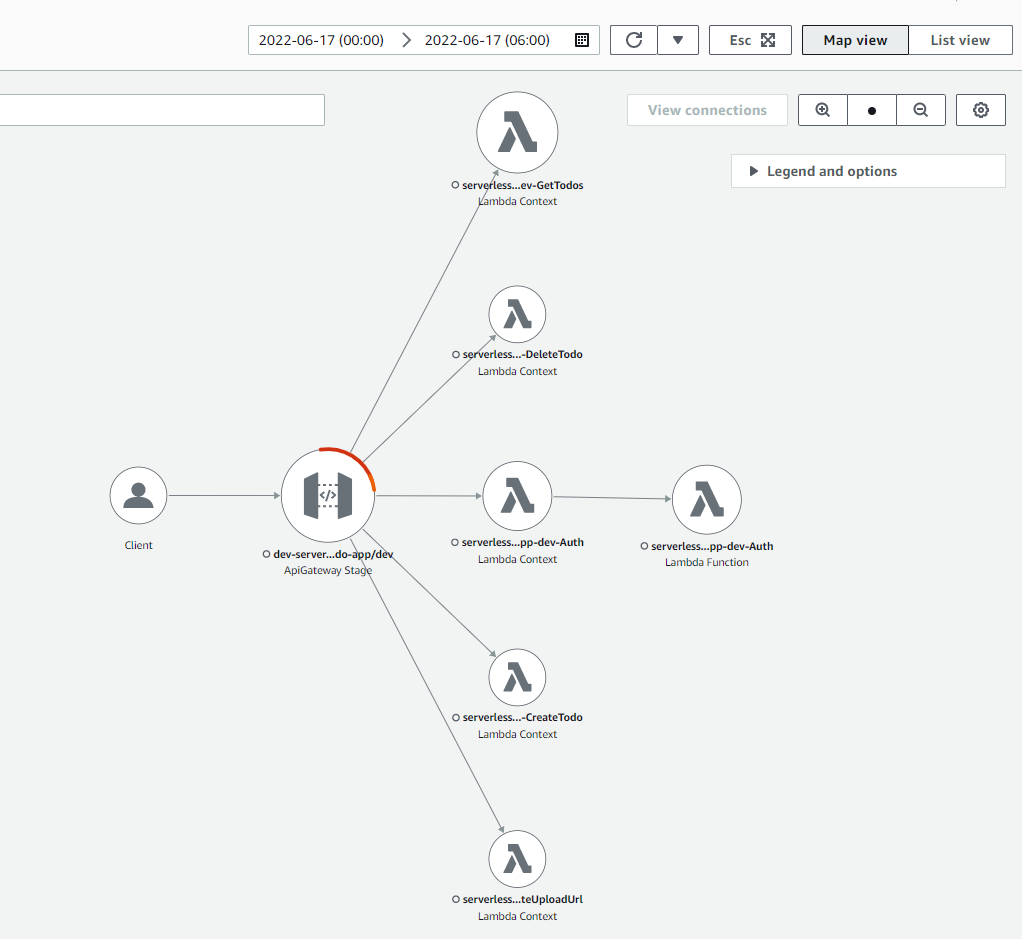 2022-06-17 (00:00) 2022-06-17 (06:00) Esc Map view List view
View connections
Legend and options
serverless...ev-GetTodos
Lambda Context
serverless...-DeleteTodo
Lambda Context
Client
dev-server...do-app/dev
ApiGateway Stage
serverless...pp-dev-Auth
Lambda Context
serverless...pp-dev-Auth
Lambda Function
serverless...-CreateTodo
Lambda Context
serverless...teUploadUrl
Lambda Context